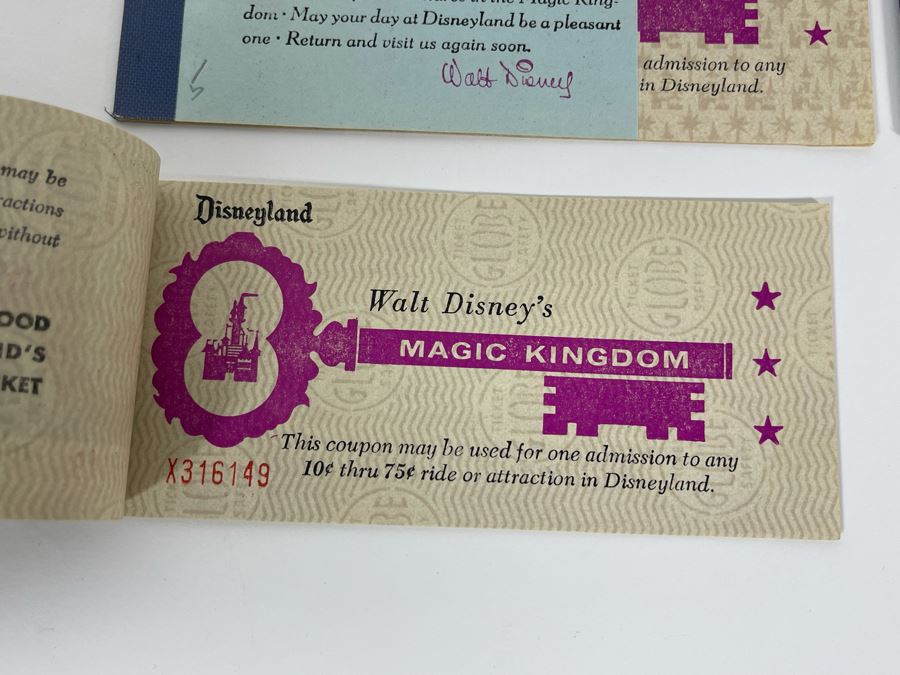 dom · May your day at Disneyland be a pleasant
one · Return and visit us again soon.
Walt Disney
admission to any
in Disneyland.
may be
without
OOD
ND'S
KET
Disneyland
Walt Disney's
MAGIC KINGDOM
This coupon may be used for one admission to any
10¢ thru 75¢ ride or attraction in Disneyland.
X316149
GLOBE
GLOBE